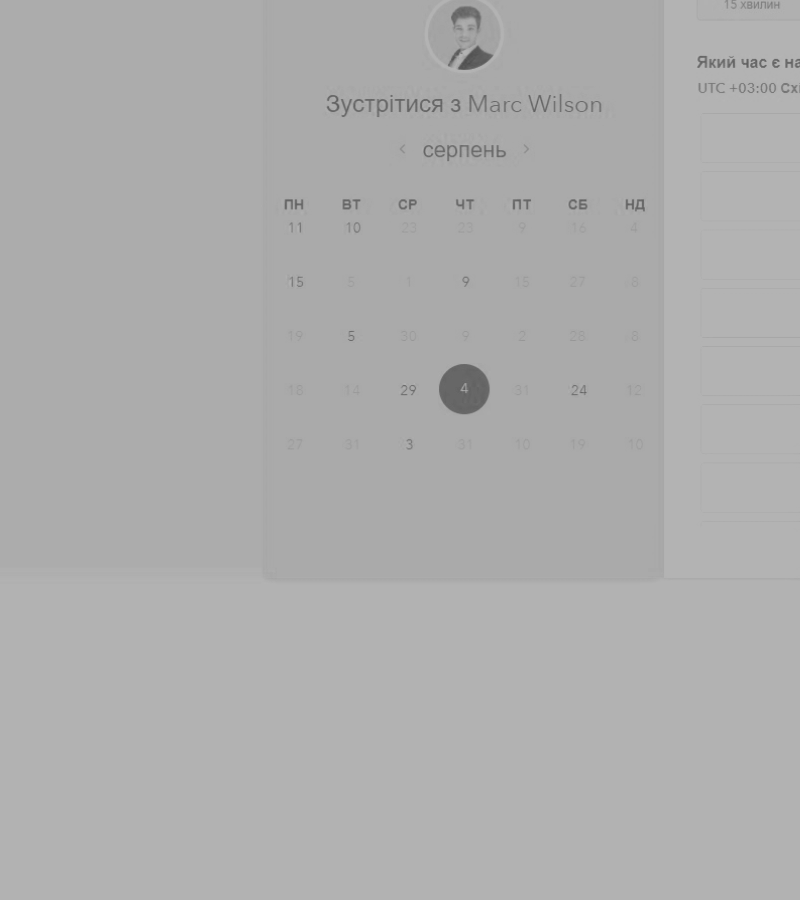 15 хвилин
Зустрітися з Marc Wilson
серпень
ПН ВТ СР ЧТ ПТ СБ НД
11 10 23 23 9 16 4
15 5 1 9 15 27 8
19 5 30 9 2 28 8
18 14 29 4 31 24 12
27 31 3 31 10 19 10
Який час є на
UTC +03:00 Схі